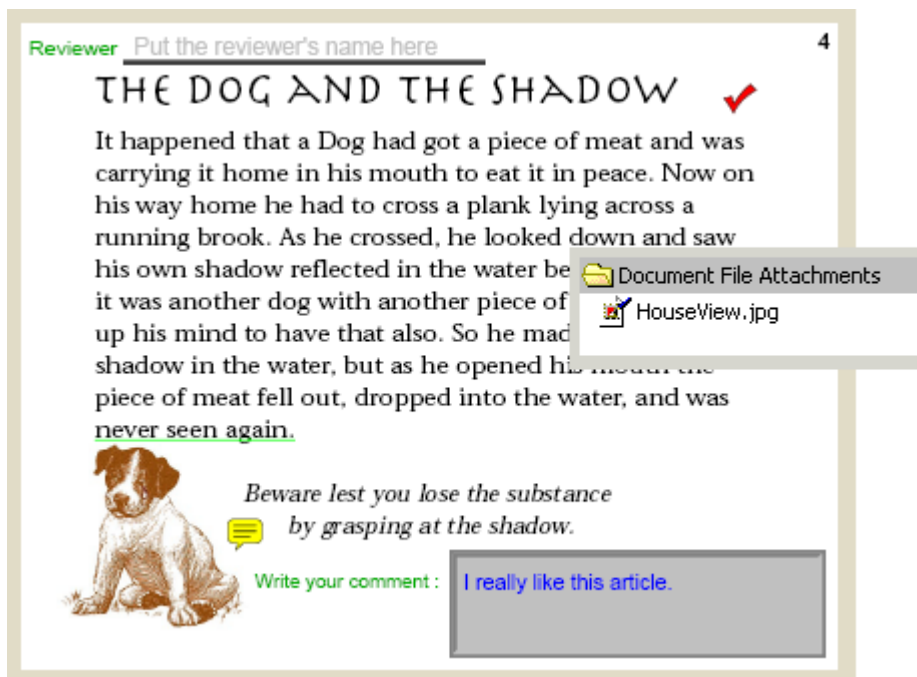 Reviewer Put the reviewer's name here
4
THE DOG AND THE SHADOW
It happened that a Dog had got a piece of meat and was
carrying it home in his mouth to eat it in peace. Now on
his way home he had to cross a plank lying across a
running brook. As he crossed, he looked down and saw
his own shadow reflected in the water be
it was another dog with another piece of
up his mind to have that also. So he mad
shadow in the water, but as he opened his mouth the
piece of meat fell out, dropped into the water, and was
never seen again.
Document File Attachments
HouseView.jpg
Beware lest you lose the substance
by grasping at the shadow.
Write your comment : I really like this article.